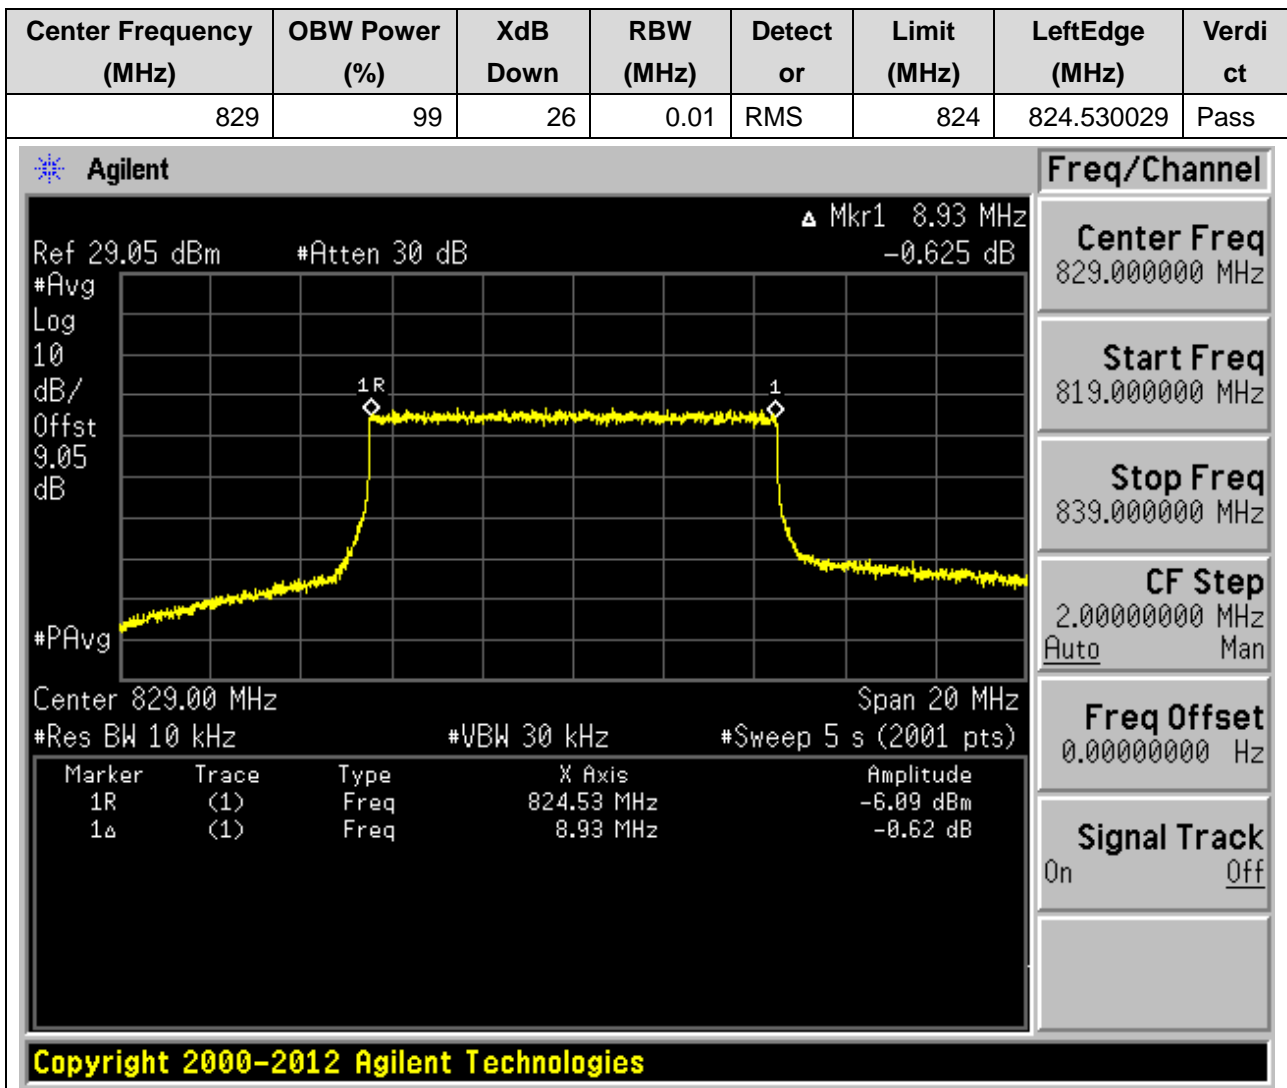 Center Frequency (MHz) OBW Power (%) XdB Down RBW (MHz) Detector Limit (MHz) LeftEdge (MHz) Verdict
829 99 26 0.01 RMS 824 824.530029 Pass
Agilent
Freq/Channel
Δ Mkr1 8.93 MHz
Ref 29.05 dBm #Atten 30 dB -0.625 dB
#Avg
Log
10
dB/
Offst
9.05
dB
1R
1
#PAvg
Center 829.00 MHz Span 20 MHz
#Res BW 10 kHz #VBW 30 kHz #Sweep 5 s (2001 pts)
Marker Trace Type X Axis Amplitude
1R (1) Freq 824.53 MHz -6.09 dBm
1Δ (1) Freq 8.93 MHz -0.62 dB
Center Freq
829.000000 MHz
Start Freq
819.000000 MHz
Stop Freq
839.000000 MHz
CF Step
2.00000000 MHz
Auto Man
Freq Offset
0.00000000 Hz
Signal Track
On Off
Copyright 2000-2012 Agilent Technologies